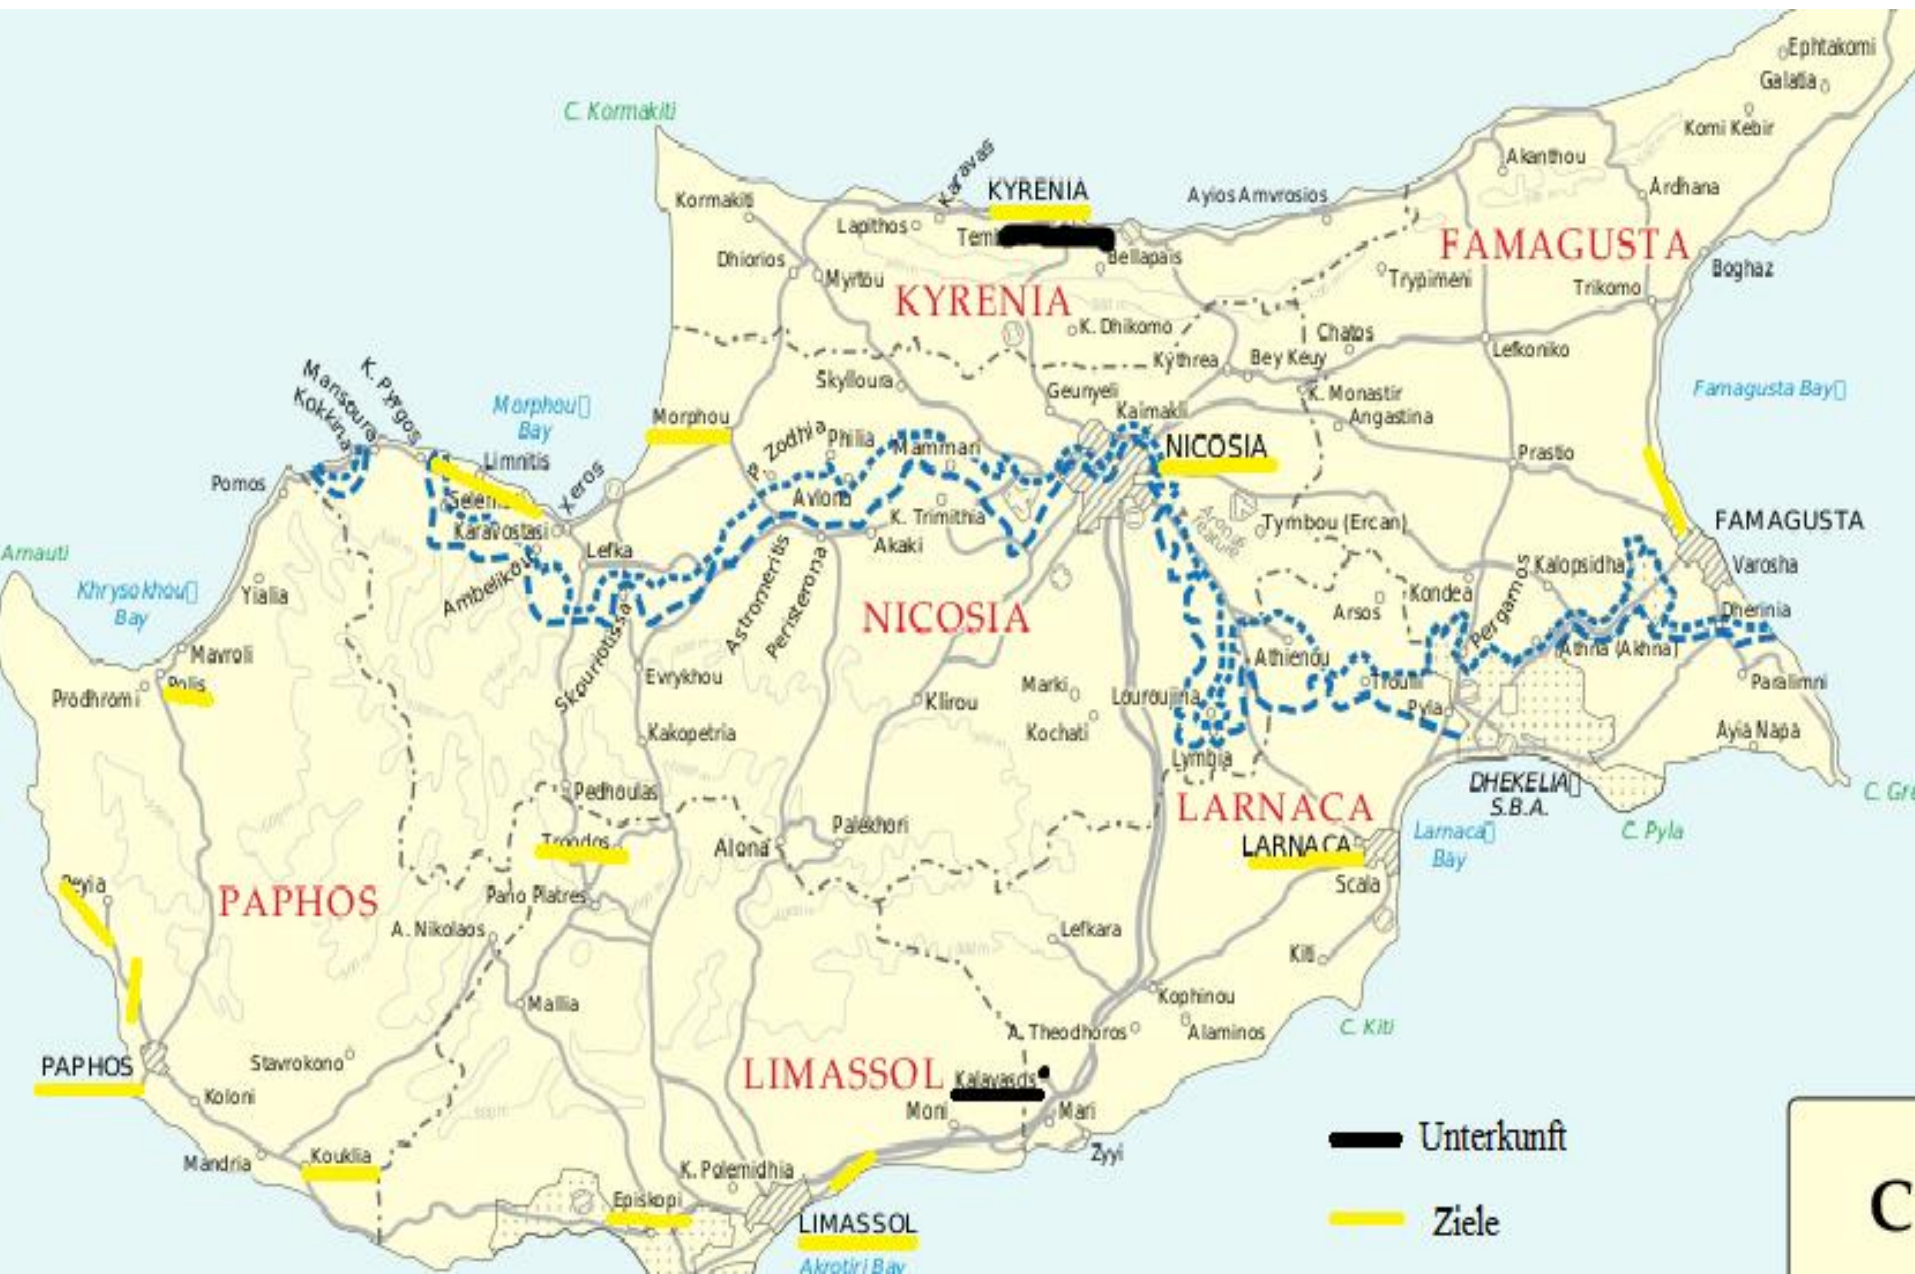 Ephtakomi
Galatia
C. Kormakiti
Komi Kebir
Akanthou
Karavas
KYRENIA
Ardhana
Ayios Amvrosios
Kormakiti
Lapithos
Temb
FAMAGUSTA
Dhiorios
Bellapais
Boghaz
Myrtou
Trypimeni
Trikomo
KYRENIA
K. Dhikomo
Chatos
Lefkoniko
Kythrea
Bey Keuy
K. Pyrgos
Mansoura
Kokkina
Skylloura
Geunyeli
K. Monastir
Famagusta Bay
Morphou
Bay
Morphou
Kaimakli
Angastina
P. Zodhia
Philia
Mammari
NICOSIA
Prastio
Limnitis
Pomos
Xeros
Avlona
K. Trimithia
Tymbou (Ercan)
FAMAGUSTA
Karavostasi
Akaki
Arnauti
Lefka
Kalopsidha
Varosha
Ambelikou
Yialia
Khrysokhou
Bay
Astromeritis
Peristerona
NICOSIA
Arsos
Kondea
Pergamos
Dherinia
Skouriotissa
Mavroli
Athienou
Athna (Akhna)
Polis
Prodhromi
Evrykhou
Marki
Louroujina
Troulli
Paralimni
Klirou
Pyla
Kakopetria
Kochati
Ayia Napa
Lymbia
Pedhoulas
DHEKELIA
S.B.A.
C. Gre
LARNACA
Palekhori
Larnaca
Bay
C. Pyla
Troodos
Alona
LARNACA
Peyia
Scala
PAPHOS
Pano Platres
A. Nikolaos
Lefkara
Kiti
Mallia
Kophinou
C. Kiti
A. Theodhoros
Alaminos
PAPHOS
Stavrokono
LIMASSOL
Kalavasos
Koloni
Moni
Mari
Unterkunft
Mandria
Kouklia
Zyyi
K. Polemidhia
Episkopi
LIMASSOL
Ziele
C
Akrotiri Bay